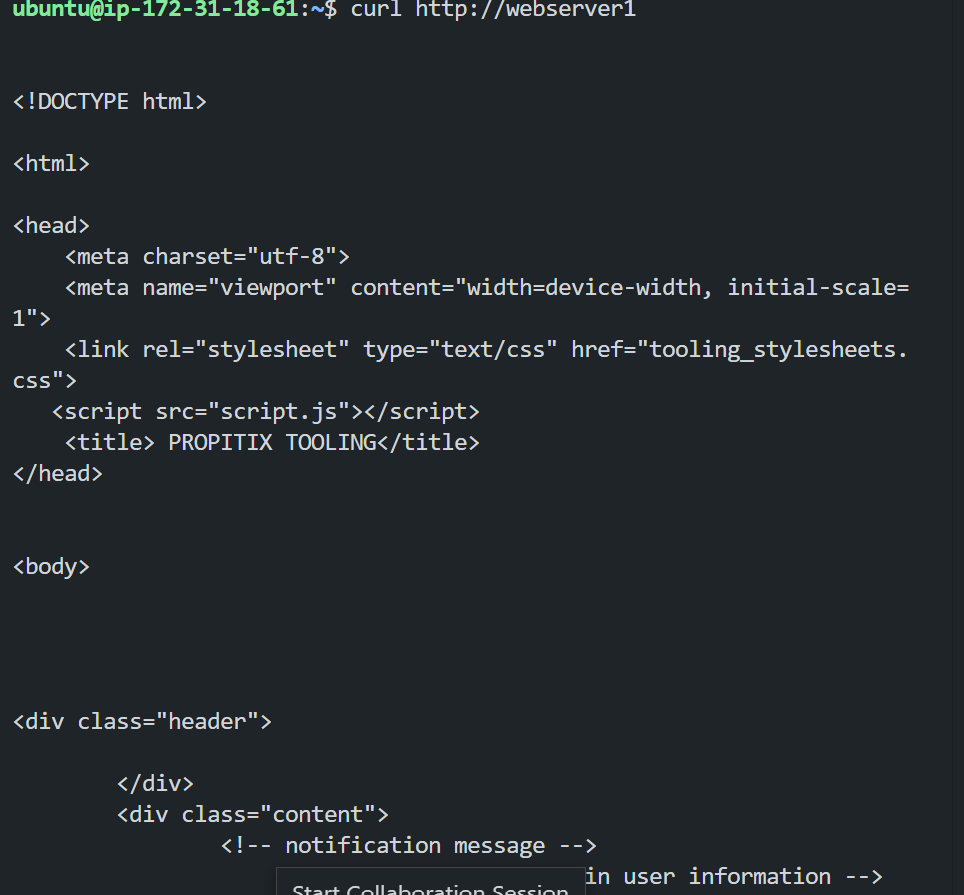 ubuntu@ip-172-31-18-61:~$ curl http://webserver1
<!DOCTYPE html>
<html>
<head>
    <meta charset="utf-8">
    <meta name="viewport" content="width=device-width, initial-scale=
1">
    <link rel="stylesheet" type="text/css" href="tooling_stylesheets.
css">
   <script src="script.js"></script>
    <title> PROPITIX TOOLING</title>
</head>
<body>
<div class="header">
        </div>
        <div class="content">
                <!-- notification message -->
in user information -->
Start Collaboration Session